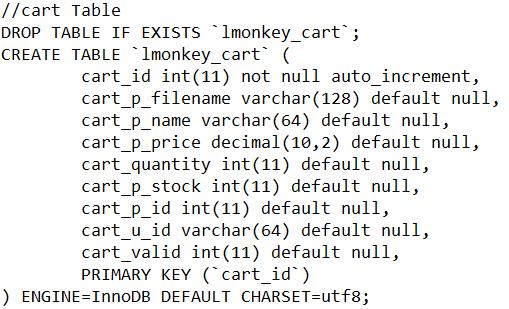 //cart Table
DROP TABLE IF EXISTS `lmonkey_cart`;
CREATE TABLE `lmonkey_cart` (
        cart_id int(11) not null auto_increment,
        cart_p_filename varchar(128) default null,
        cart_p_name varchar(64) default null,
        cart_p_price decimal(10,2) default null,
        cart_quantity int(11) default null,
        cart_p_stock int(11) default null,
        cart_p_id int(11) default null,
        cart_u_id varchar(64) default null,
        cart_valid int(11) default null,
        PRIMARY KEY (`cart_id`)
) ENGINE=InnoDB DEFAULT CHARSET=utf8;